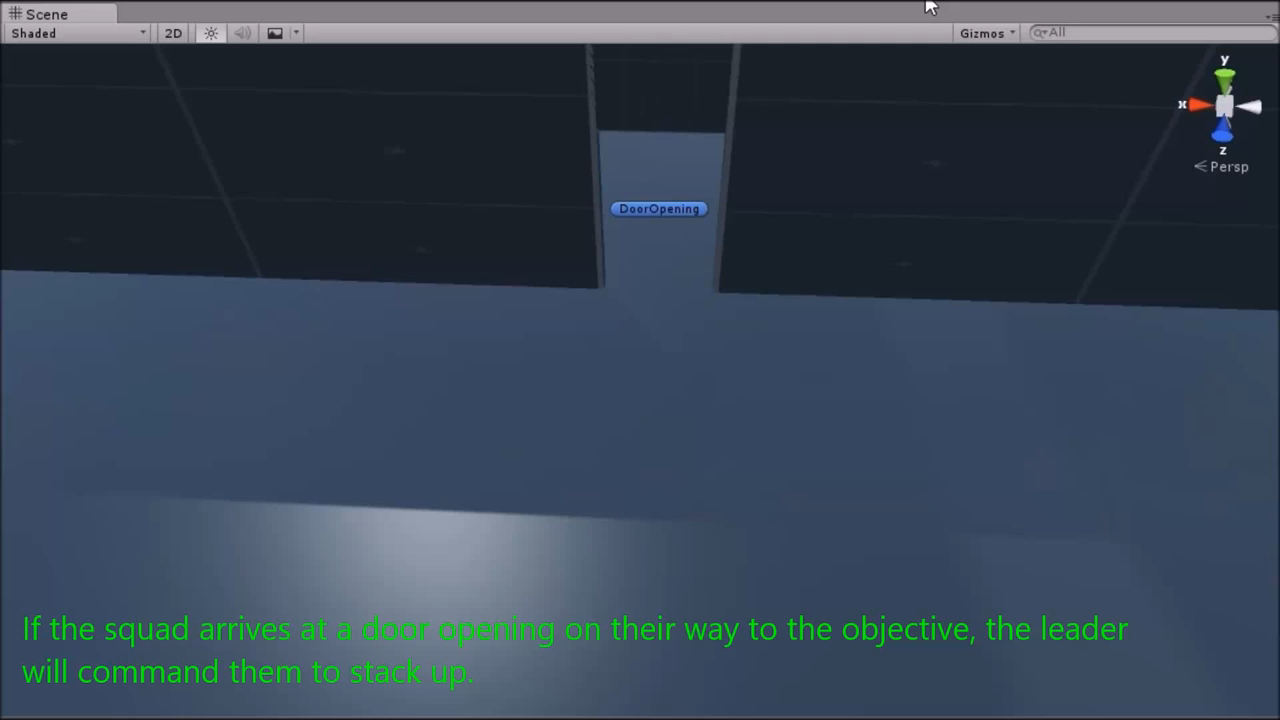 Scene
Shaded 2D Gizmos All
y
x
z
Persp
DoorOpening
If the squad arrives at a door opening on their way to the objective, the leader
will command them to stack up.